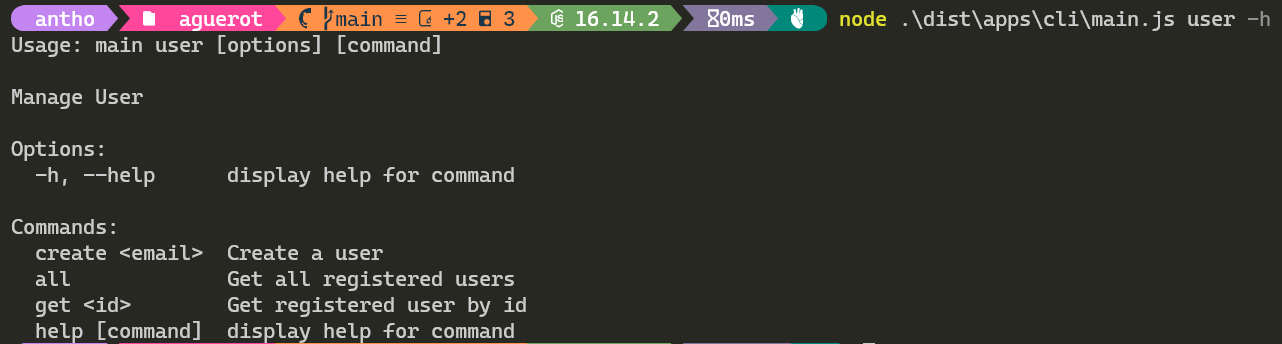 antho aguerot main ≡ +2 3 16.14.2 0ms node .\dist\apps\cli\main.js user -h
Usage: main user [options] [command]
Manage User
Options:
-h, --help display help for command
Commands:
create <email> Create a user
all Get all registered users
get <id> Get registered user by id
help [command] display help for command